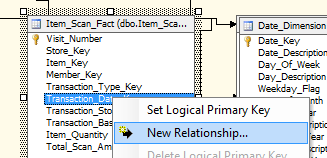 Item_Scan_Fact (dbo.Item_Sca...
Visit_Number
Store_Key
Item_Key
Member_Key
Transaction_Type_Key
Transaction_Dat
Transaction_Sto
Transaction_Bas
Item_Quantity
Total_Scan_Am
Set Logical Primary Key
New Relationship...
Delete Logical Primary Key
Date_Dimension
Date_Key
Date_Description
Day_Of_Week
Day_Description
Weekday_Flag